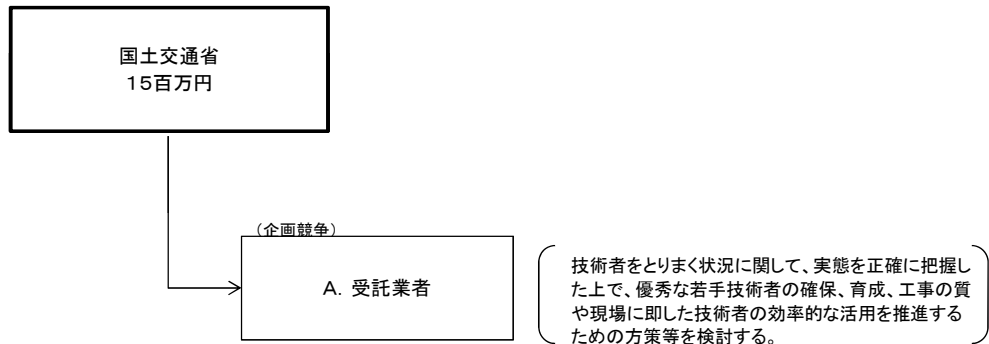 国土交通省
15百万円
（企画競争）
A．受託業者
技術者をとりまく状況に関して、実態を正確に把握し
た上で、優秀な若手技術者の確保、育成、工事の質
や現場に即した技術者の効率的な活用を推進する
ための方策等を検討する。